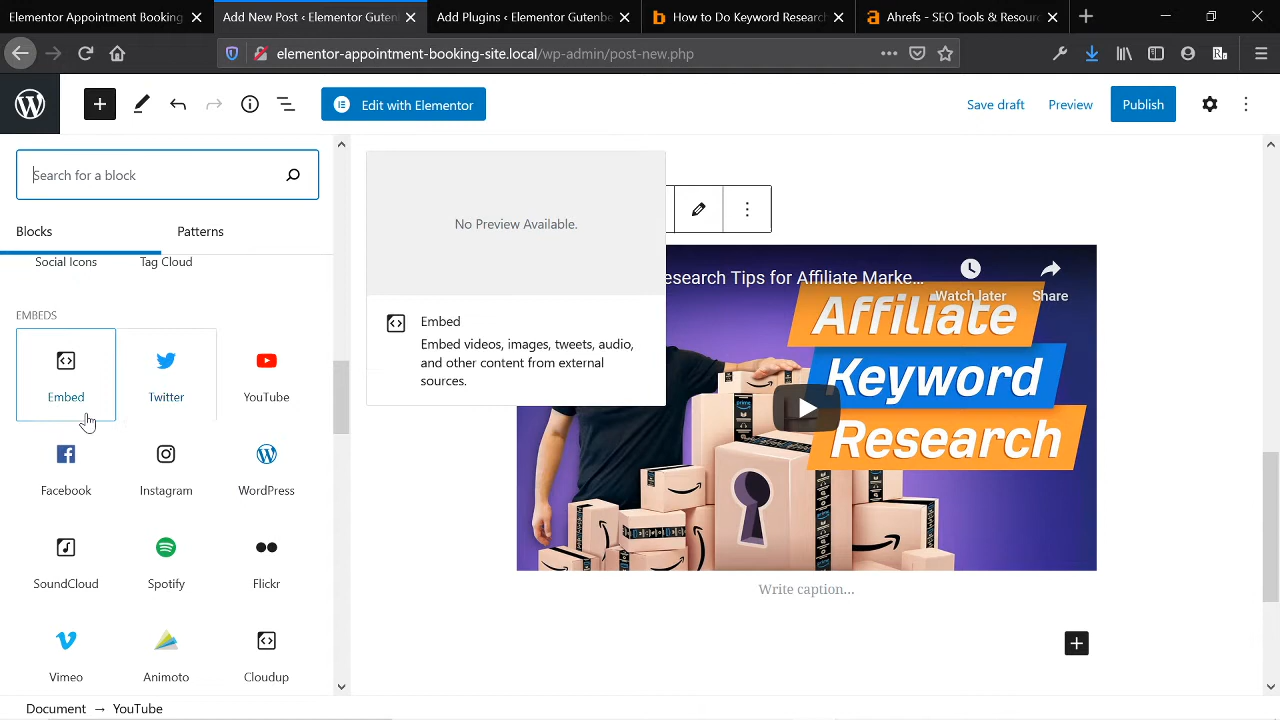 Elementor Appointment Booking
Add New Post ‹ Elementor Gutent
Add Plugins ‹ Elementor Gutenbe
How to Do Keyword Research
Ahrefs - SEO Tools & Resour
elementor-appointment-booking-site.local/wp-admin/post-new.php
Edit with Elementor
Save draft
Preview
Publish
Search for a block
Blocks
Patterns
Social Icons
Tag Cloud
EMBEDS
Embed
Twitter
YouTube
Facebook
Instagram
WordPress
SoundCloud
Spotify
Flickr
Vimeo
Animoto
Cloudup
No Preview Available.
Embed
Embed videos, images, tweets, audio,
and other content from external
sources.
esearch Tips for Affiliate Marke...
Watch later
Share
Affiliate
Keyword
Research
Write caption...
Document → YouTube